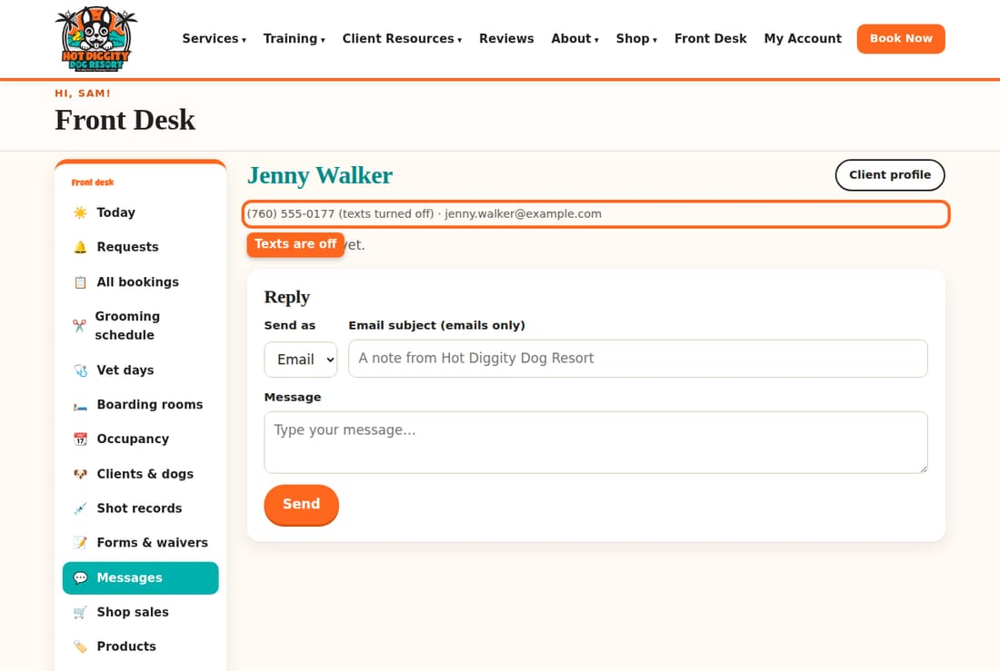 HOT DIGGITY
DOG RESORT
Services ▾
Training ▾
Client Resources ▾
Reviews
About ▾
Shop ▾
Front Desk
My Account
Book Now
HI, SAM!
Front Desk
Front desk
☀️ Today
🔔 Requests
📋 All bookings
✂️ Grooming
schedule
🩺 Vet days
🛏️ Boarding rooms
📆 Occupancy
🐶 Clients & dogs
💉 Shot records
📝 Forms & waivers
💬 Messages
🛒 Shop sales
🏷️ Products
Jenny Walker
Client profile
(760) 555-0177 (texts turned off) · jenny.walker@example.com
Texts are off
yet.
Reply
Send as
Email subject (emails only)
Email
A note from Hot Diggity Dog Resort
Message
Type your message…
Send